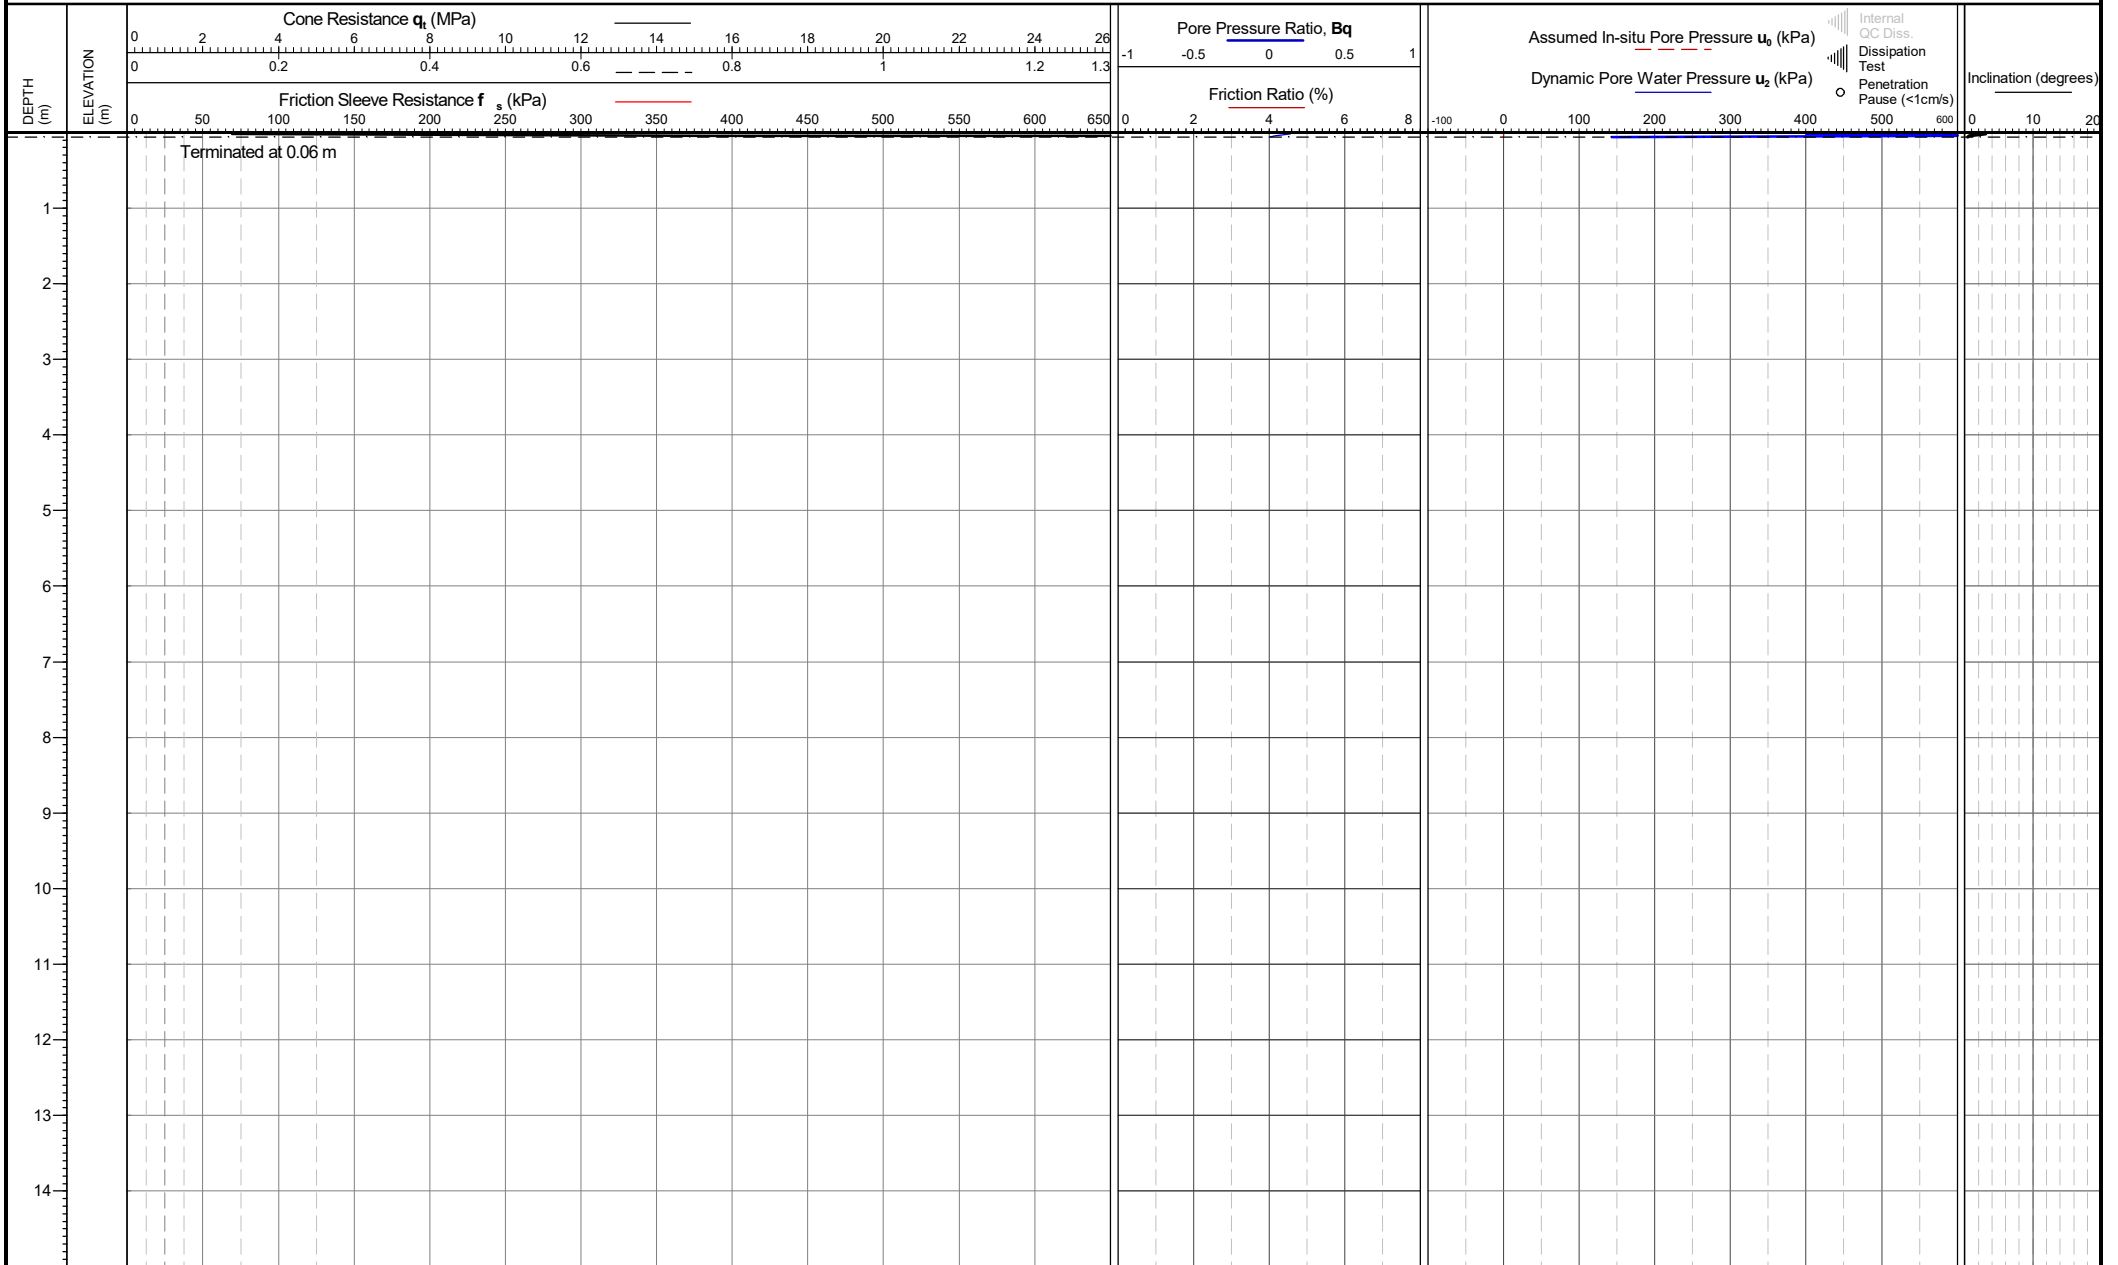 Cone Resistance qt (MPa)
0 2 4 6 8 10 12 14 16 18 20 22 24 26
0 0.2 0.4 0.6 0.8 1 1.2 1.3
Friction Sleeve Resistance f s (kPa)
0 50 100 150 200 250 300 350 400 450 500 550 600 650
DEPTH
(m)
ELEVATION
(m)
Pore Pressure Ratio, Bq
-1 -0.5 0 0.5 1
Friction Ratio (%)
0 2 4 6 8
Assumed In-situ Pore Pressure u0 (kPa)
Dynamic Pore Water Pressure u2 (kPa)
-100 0 100 200 300 400 500 600
Internal
QC Diss.
Dissipation
Test
Penetration
Pause (<1cm/s)
Inclination (degrees)
0 10 20
Terminated at 0.06 m
1
2
3
4
5
6
7
8
9
10
11
12
13
14